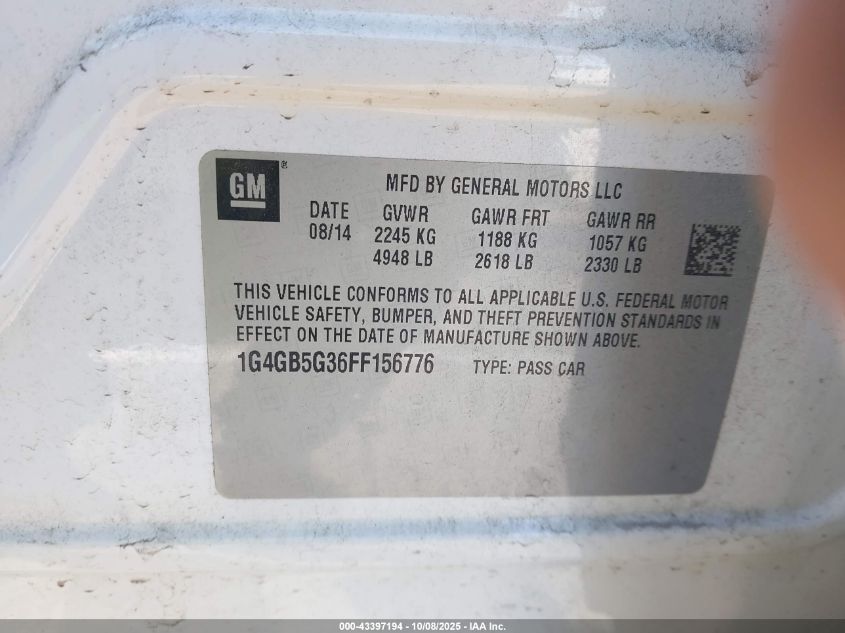 GM®
MFD BY GENERAL MOTORS LLC
DATE GVWR GAWR FRT GAWR RR
08/14 2245 KG 1188 KG 1057 KG
4948 LB 2618 LB 2330 LB
THIS VEHICLE CONFORMS TO ALL APPLICABLE U.S. FEDERAL MOTOR
VEHICLE SAFETY, BUMPER, AND THEFT PREVENTION STANDARDS IN
EFFECT ON THE DATE OF MANUFACTURE SHOWN ABOVE.
1G4GB5G36FF156776 TYPE: PASS CAR
000-43397194 - 10/08/2025 - IAA Inc.